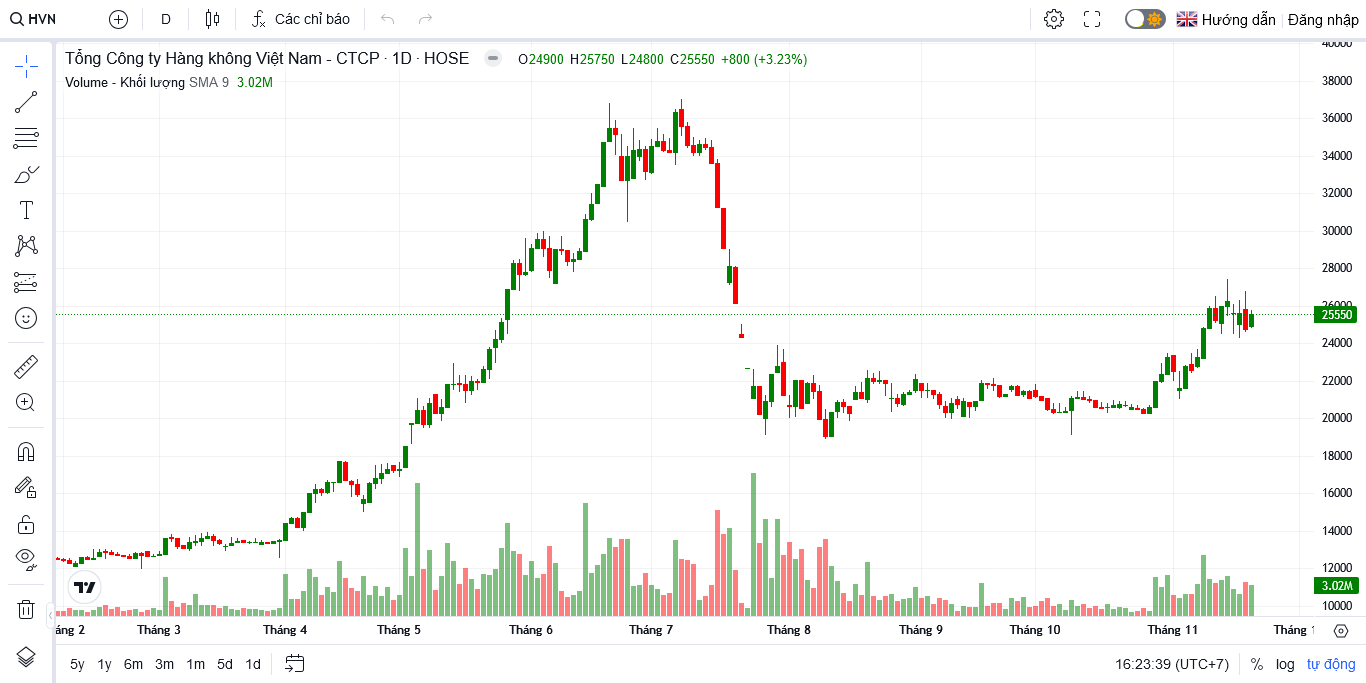 HVN D Các chỉ báo Hướng dẫn Đăng nhập
Tổng Công ty Hàng không Việt Nam - CTCP · 1D · HOSE O24900 H25750 L24800 C25550 +800 (+3.23%)
Volume - Khối lượng SMA 9 3.02M
40000
38000
36000
34000
32000
30000
28000
26000
25550
24000
22000
20000
18000
16000
14000
12000
3.02M
10000
áng 2 Tháng 3 Tháng 4 Tháng 5 Tháng 6 Tháng 7 Tháng 8 Tháng 9 Tháng 10 Tháng 11 Tháng 1
5y 1y 6m 3m 1m 5d 1d 16:23:39 (UTC+7) % log tự động